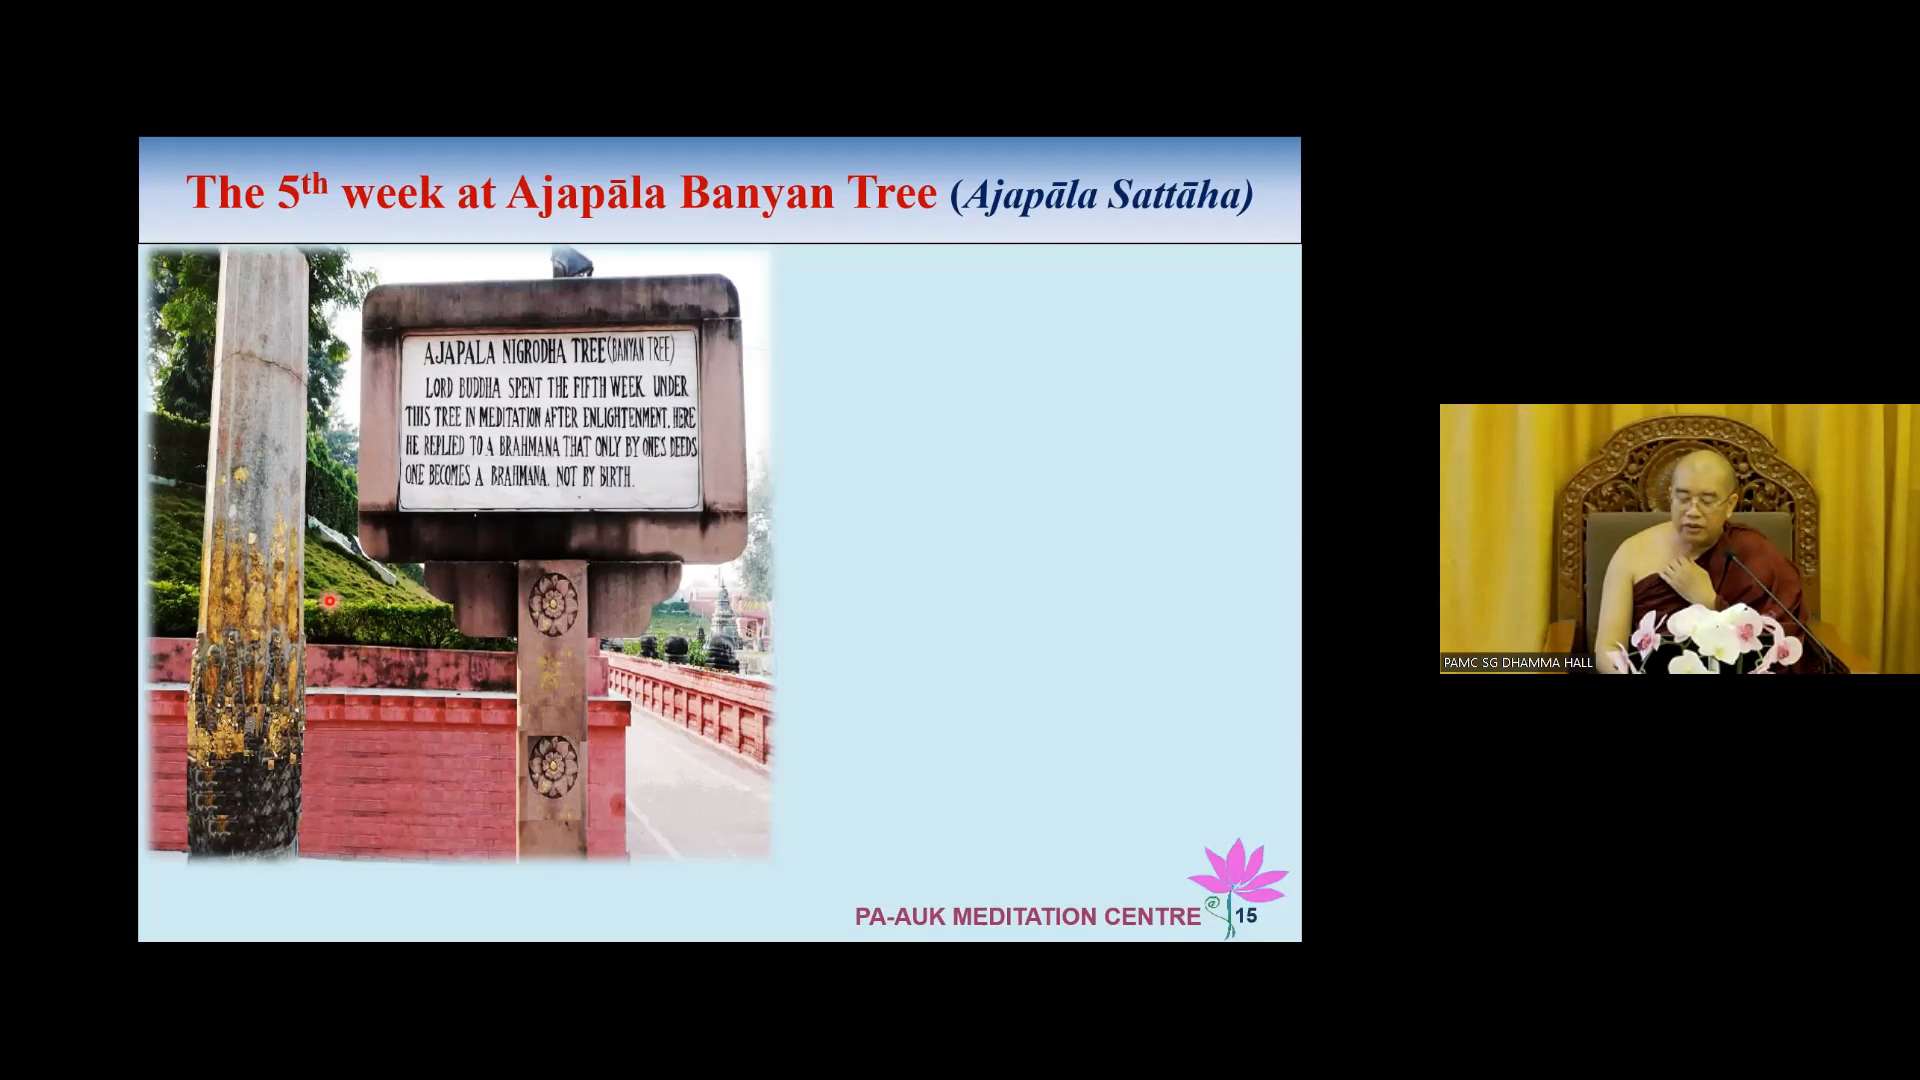 The 5th week at Ajapāla Banyan Tree (Ajapāla Sattāha)
AJAPALA NIGRODHA TREE(BANYAN TREE)
LORD BUDDHA SPENT THE FIFTH WEEK UNDER
THIS TREE IN MEDITATION AFTER ENLIGHTENMENT. HERE
HE REPLIED TO A BRAHMANA THAT ONLY BY ONE'S DEEDS
ONE BECOMES A BRAHMANA. NOT BY BIRTH.
PAMC SG DHAMMA HALL
PA-AUK MEDITATION CENTRE 15